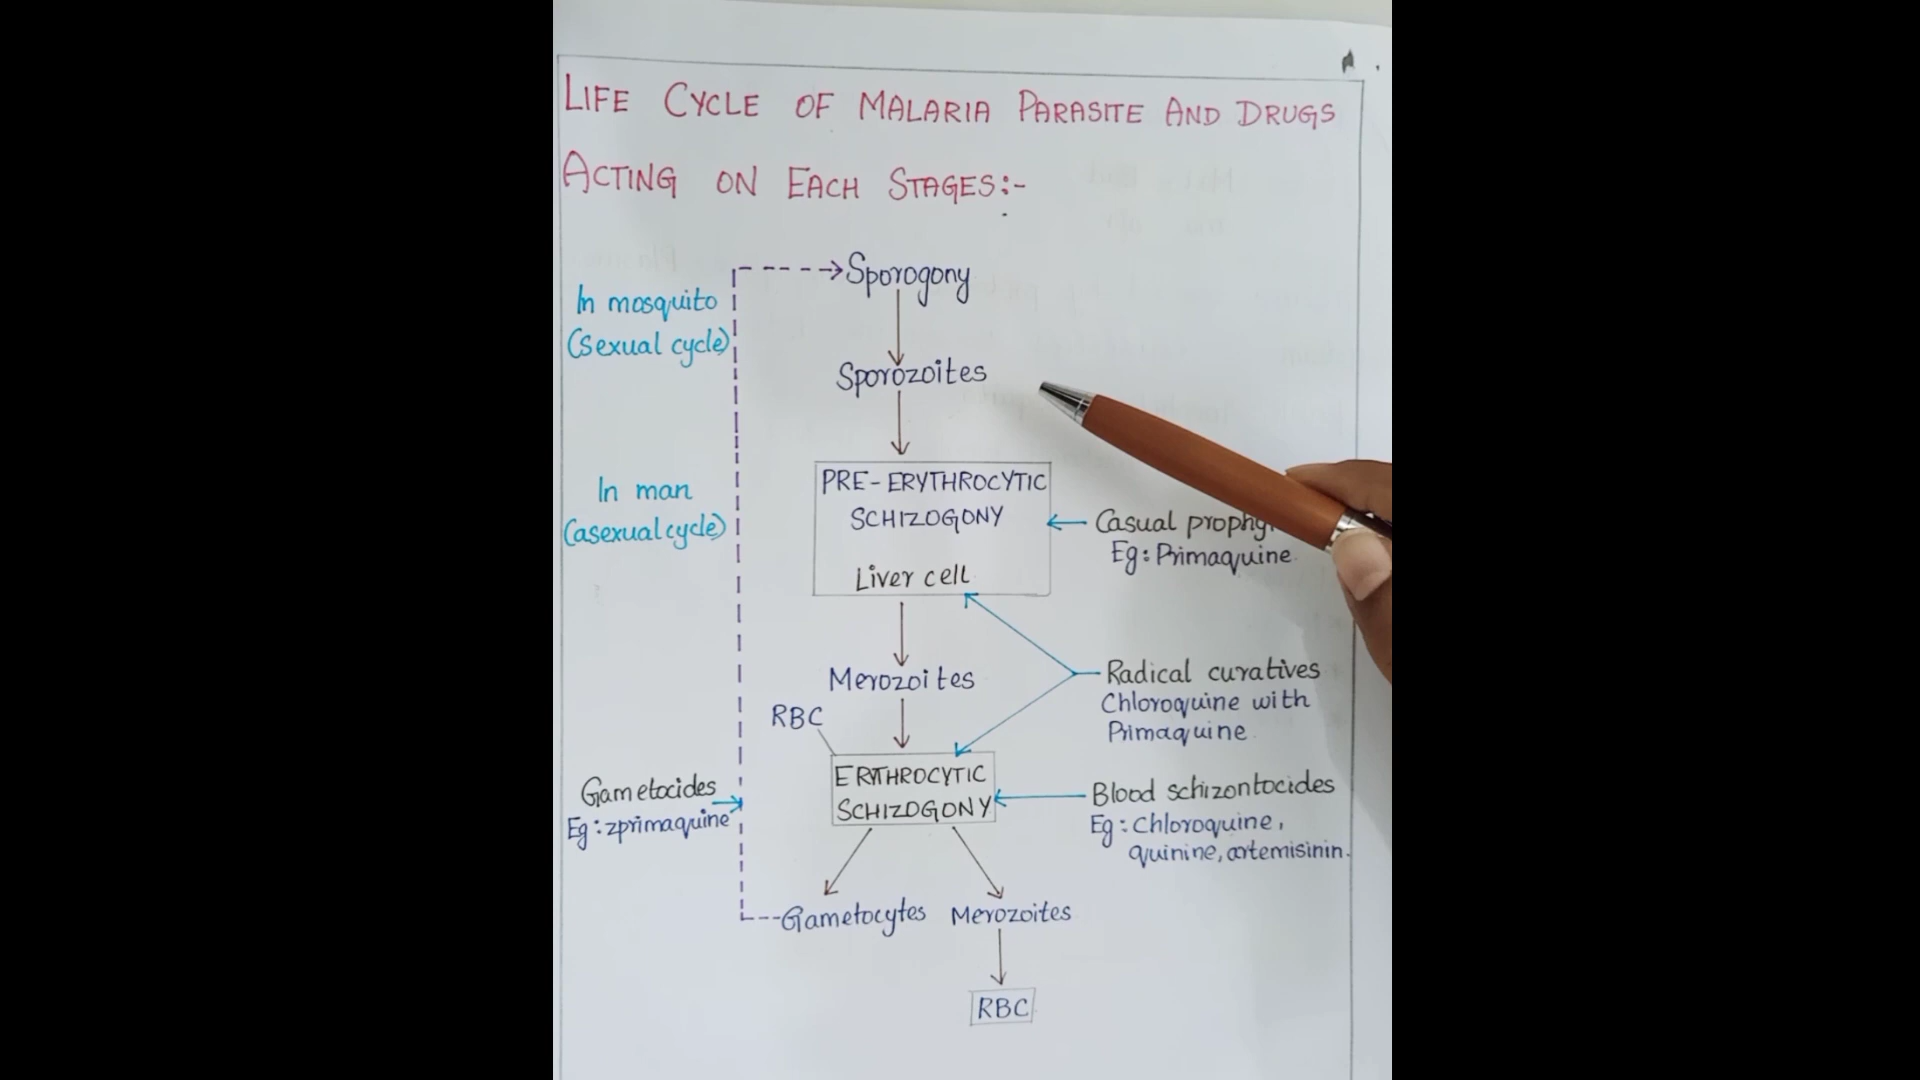 LIFE CYCLE OF MALARIA PARASITE AND DRUGS
ACTING ON EACH STAGES:-
Sporogony
In mosquito
(Sexual cycle)
Sporozoites
In man
(asexual cycle)
PRE-ERYTHROCYTIC
SCHIZOGONY
Liver cell
Casual
Eg: Primaquine
Merozoites
RBC
Radical curatives
Chloroquine with
Primaquine
ERYTHROCYTIC
SCHIZOGONY
Gametocides
Eg: zprimaquine
Blood schizontocides
Eg: Chloroquine,
quinine, artemisinin.
Gametocytes
Merozoites
RBC